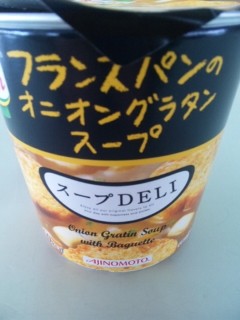 フランスパンの
オニオングラタン
スープ
スープDELI
Onion Gratin Soup
with Baguette
AJINOMOTO